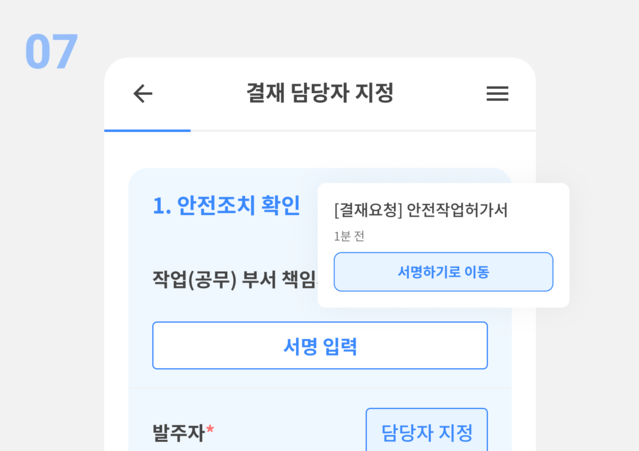 07
결재 담당자 지정
1. 안전조치 확인
[결재요청] 안전작업허가서
1분 전
서명하기로 이동
작업(공무) 부서 책임
서명 입력
발주자*
담당자 지정